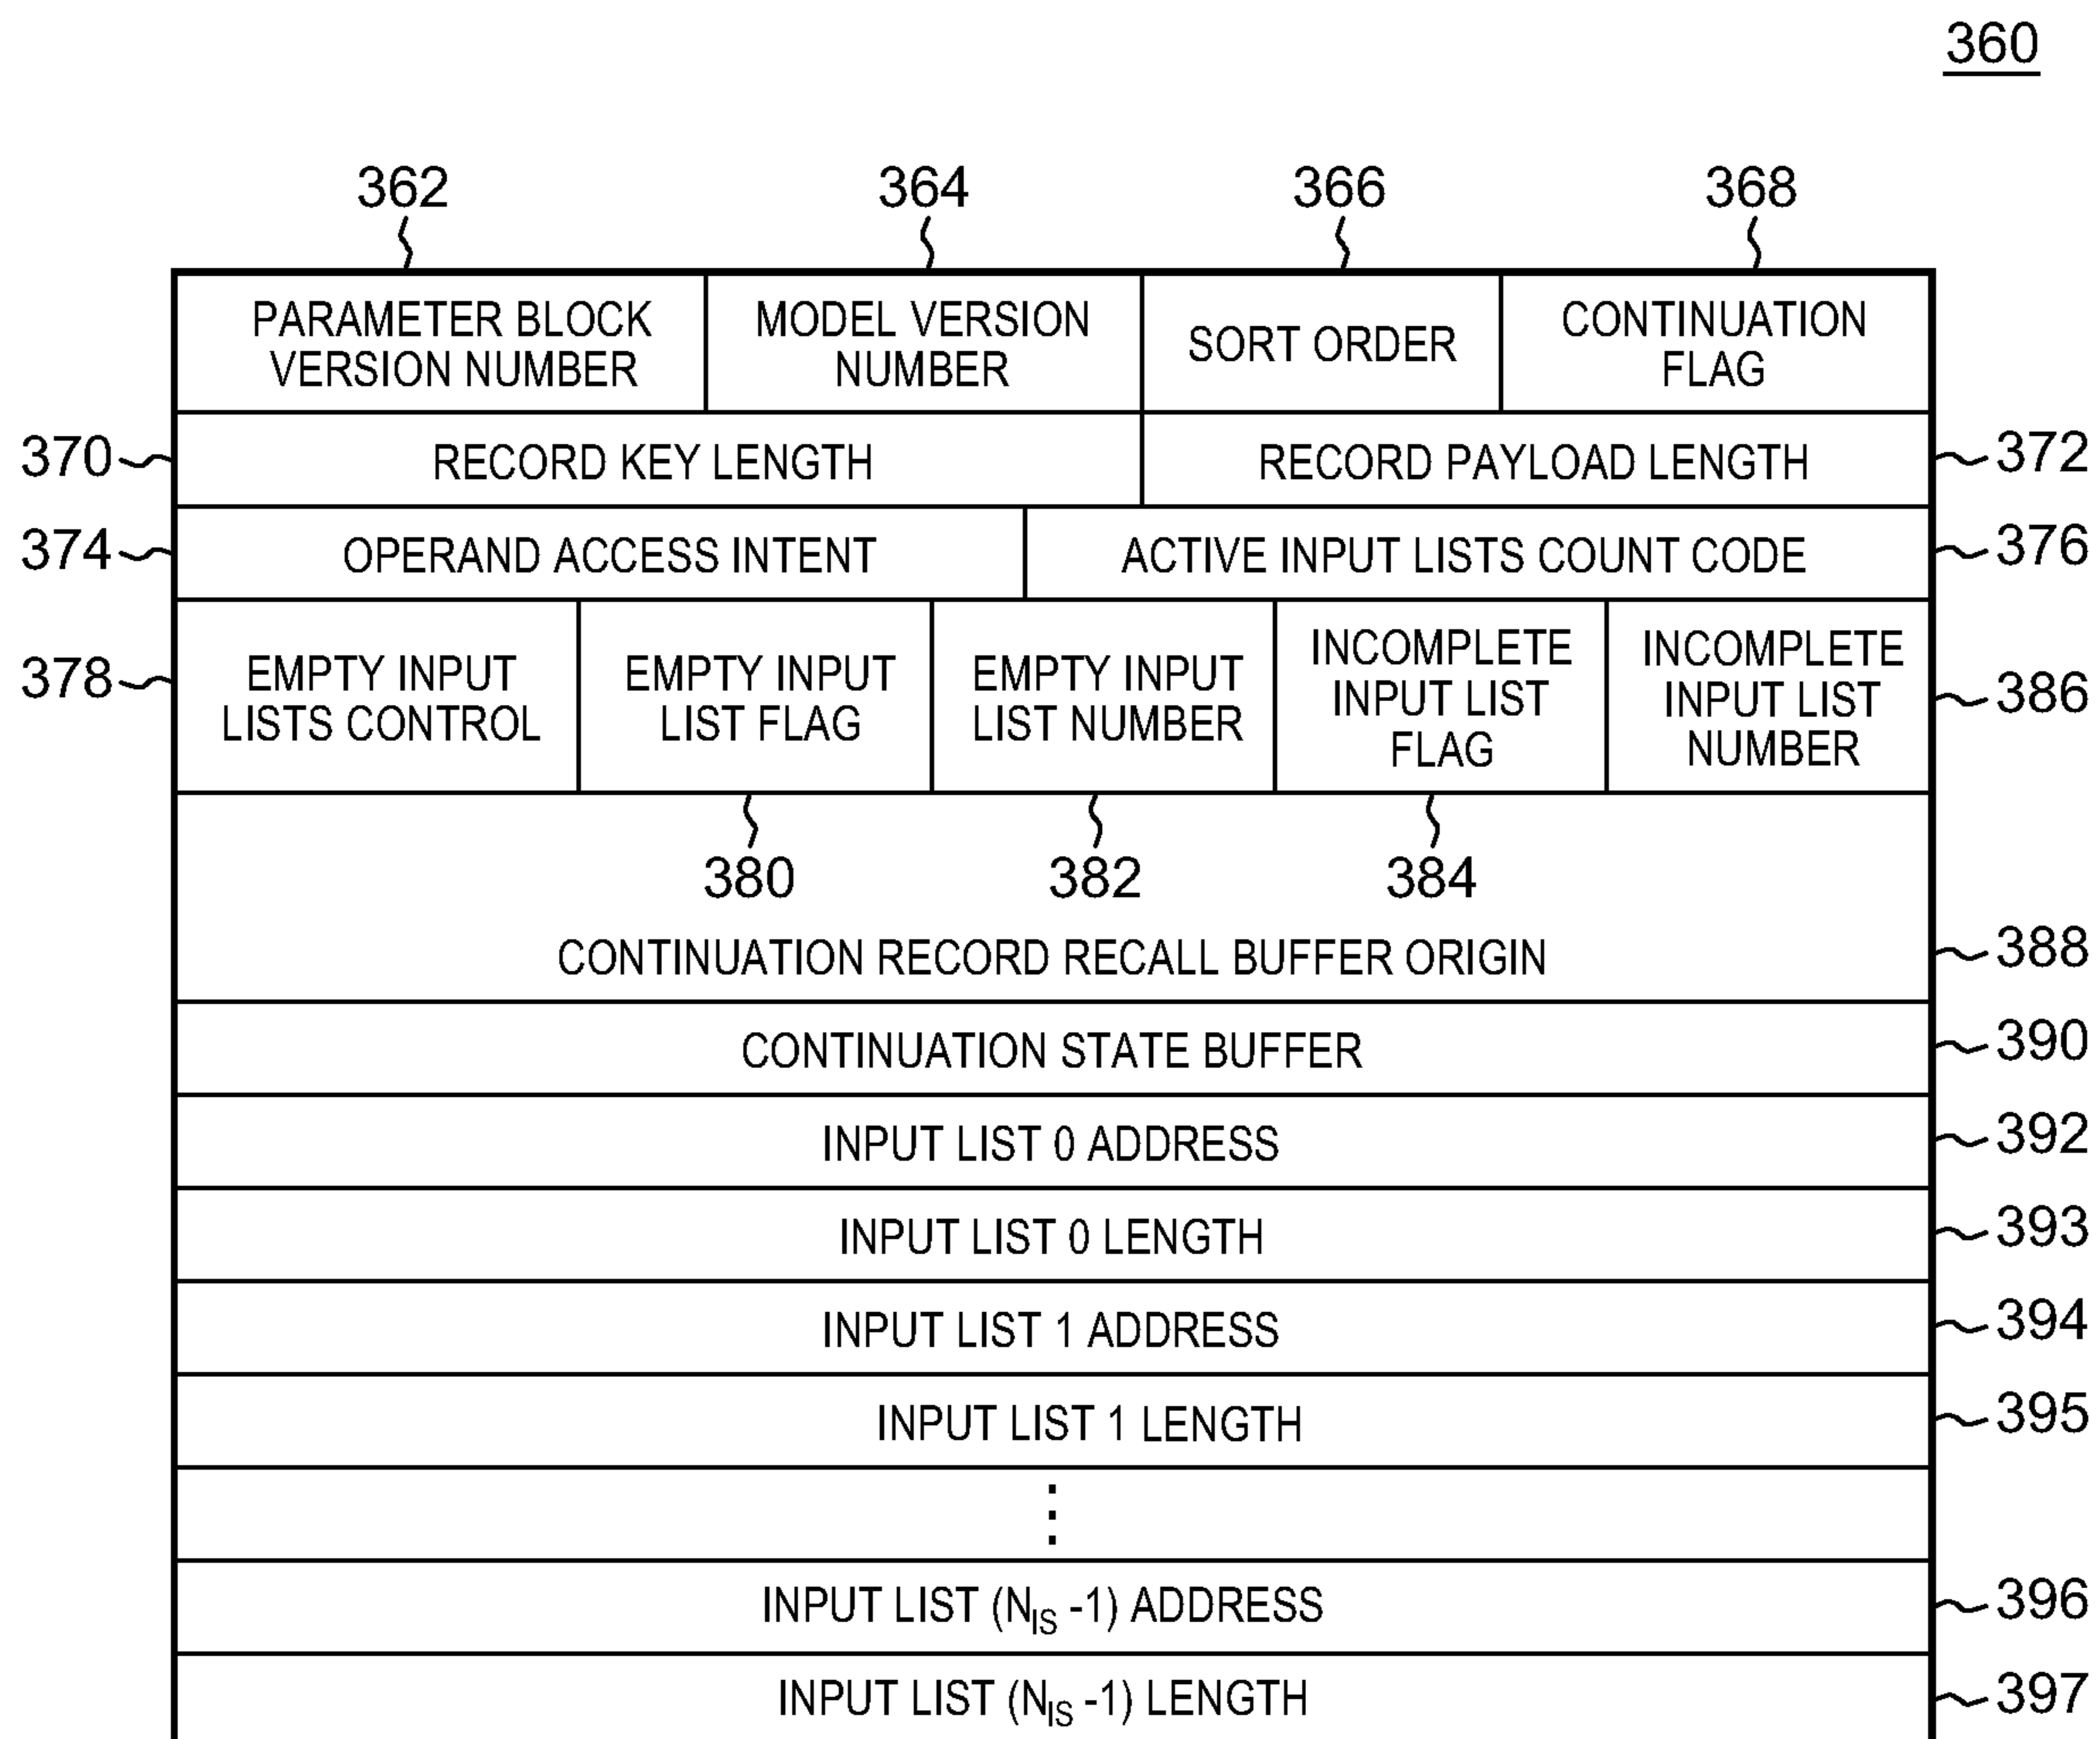 360
362 364 366 368
PARAMETER BLOCK VERSION NUMBER
MODEL VERSION NUMBER
SORT ORDER
CONTINUATION FLAG
370 RECORD KEY LENGTH
RECORD PAYLOAD LENGTH 372
374 OPERAND ACCESS INTENT
ACTIVE INPUT LISTS COUNT CODE 376
378 EMPTY INPUT LISTS CONTROL
EMPTY INPUT LIST FLAG
EMPTY INPUT LIST NUMBER
INCOMPLETE INPUT LIST FLAG
INCOMPLETE INPUT LIST NUMBER 386
380 382 384
CONTINUATION RECORD RECALL BUFFER ORIGIN 388
CONTINUATION STATE BUFFER 390
INPUT LIST 0 ADDRESS 392
INPUT LIST 0 LENGTH 393
INPUT LIST 1 ADDRESS 394
INPUT LIST 1 LENGTH 395
⋮
INPUT LIST (N_IS -1) ADDRESS 396
INPUT LIST (N_IS -1) LENGTH 397